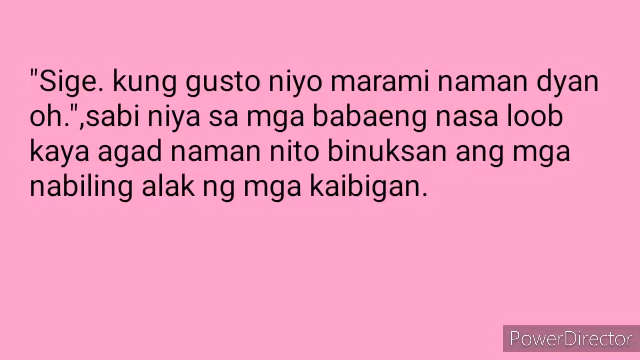 "Sige. kung gusto niyo marami naman dyan
oh.",sabi niya sa mga babaeng nasa loob
kaya agad naman nito binuksan ang mga
nabiling alak ng mga kaibigan.
PowerDirector